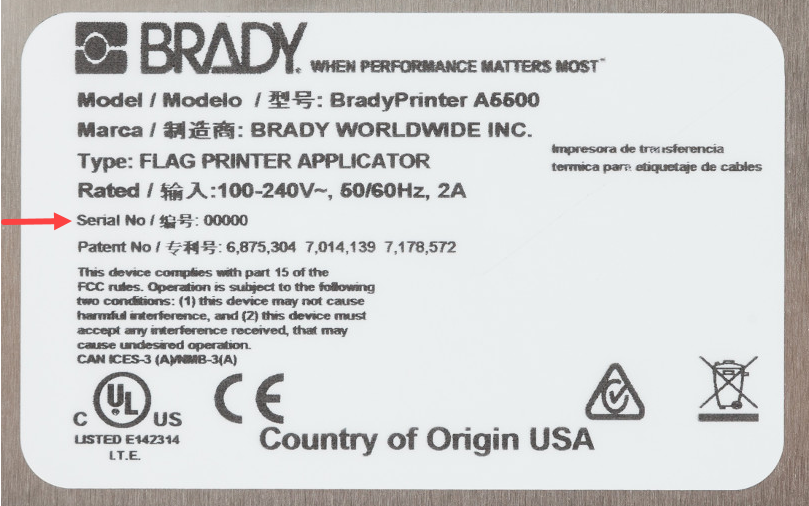 BRADY. WHEN PERFORMANCE MATTERS MOST™
Model / Modelo / 型号: BradyPrinter A5500
Marca / 制造商: BRADY WORLDWIDE INC.
Type: FLAG PRINTER APPLICATOR
Impresora de transferencia
termica para etiquetaje de cables
Rated / 输入:100-240V~, 50/60Hz, 2A
Serial No / 编号: 00000
Patent No / 专利号: 6,875,304 7,014,139 7,178,572
This device complies with part 15 of the
FCC rules. Operation is subject to the following
two conditions: (1) this device may not cause
harmful interference, and (2) this device must
accept any interference received, that may
cause undesired operation.
CAN ICES-3 (A)/NMB-3(A)
C UL US
LISTED E142314
I.T.E.
CE
Country of Origin USA